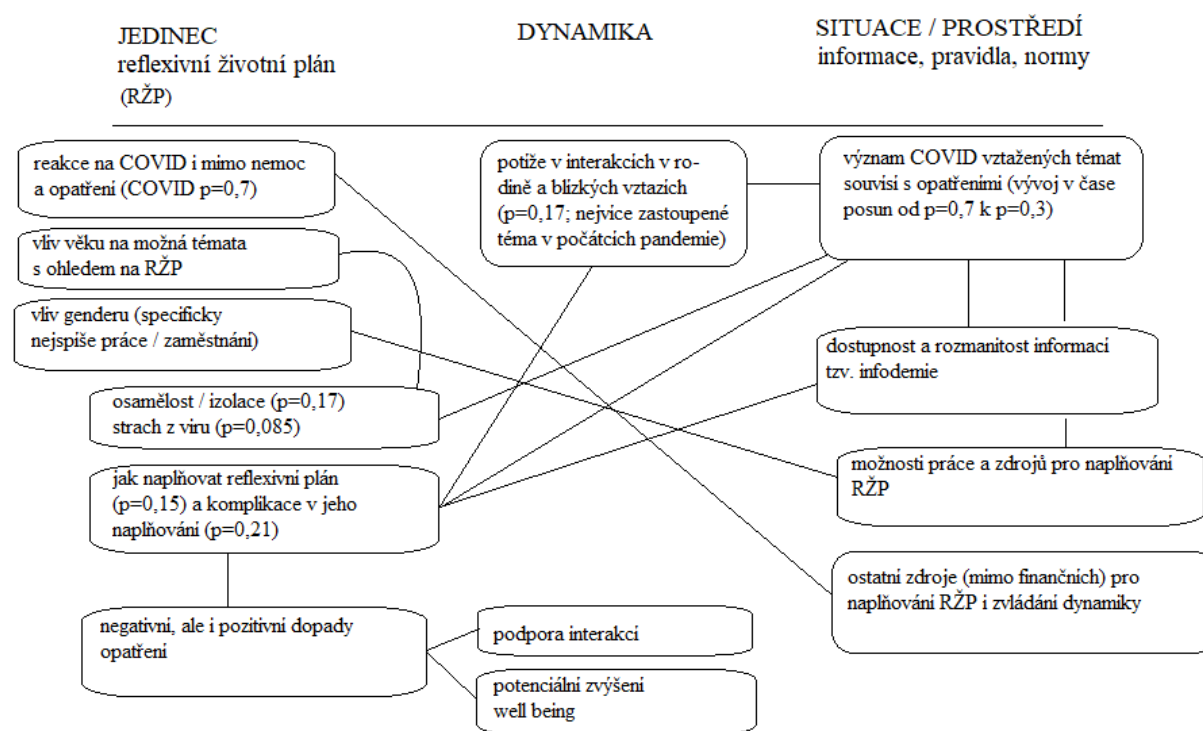 JEDINEC
reflexivní životní plán
(RŽP)
DYNAMIKA
SITUACE / PROSTŘEDÍ
informace, pravidla, normy
reakce na COVID i mimo nemoc
a opatření (COVID p=0,7)
vliv věku na možná témata
s ohledem na RŽP
vliv genderu (specificky
nejspíše práce / zaměstnání)
osamělost / izolace (p=0,17)
strach z viru (p=0,085)
jak naplňovat reflexivní plán
(p=0,15) a komplikace v jeho
naplňování (p=0,21)
negativní, ale i pozitivní dopady
opatření
potiže v interakcích v ro-
dině a blízkých vztazích
(p=0,17; nejvíce zastoupené
téma v počátcích pandemie)
podpora interakcí
potenciální zvýšení
well being
význam COVID vztažených témat
souvisí s opatřeními (vývoj v čase
posun od p=0,7 k p=0,3)
dostupnost a rozmanitost informací
tzv. infodemie
možnosti práce a zdrojů pro naplňování
RŽP
ostatní zdroje (mimo finančních) pro
naplňování RŽP i zvládání dynamiky